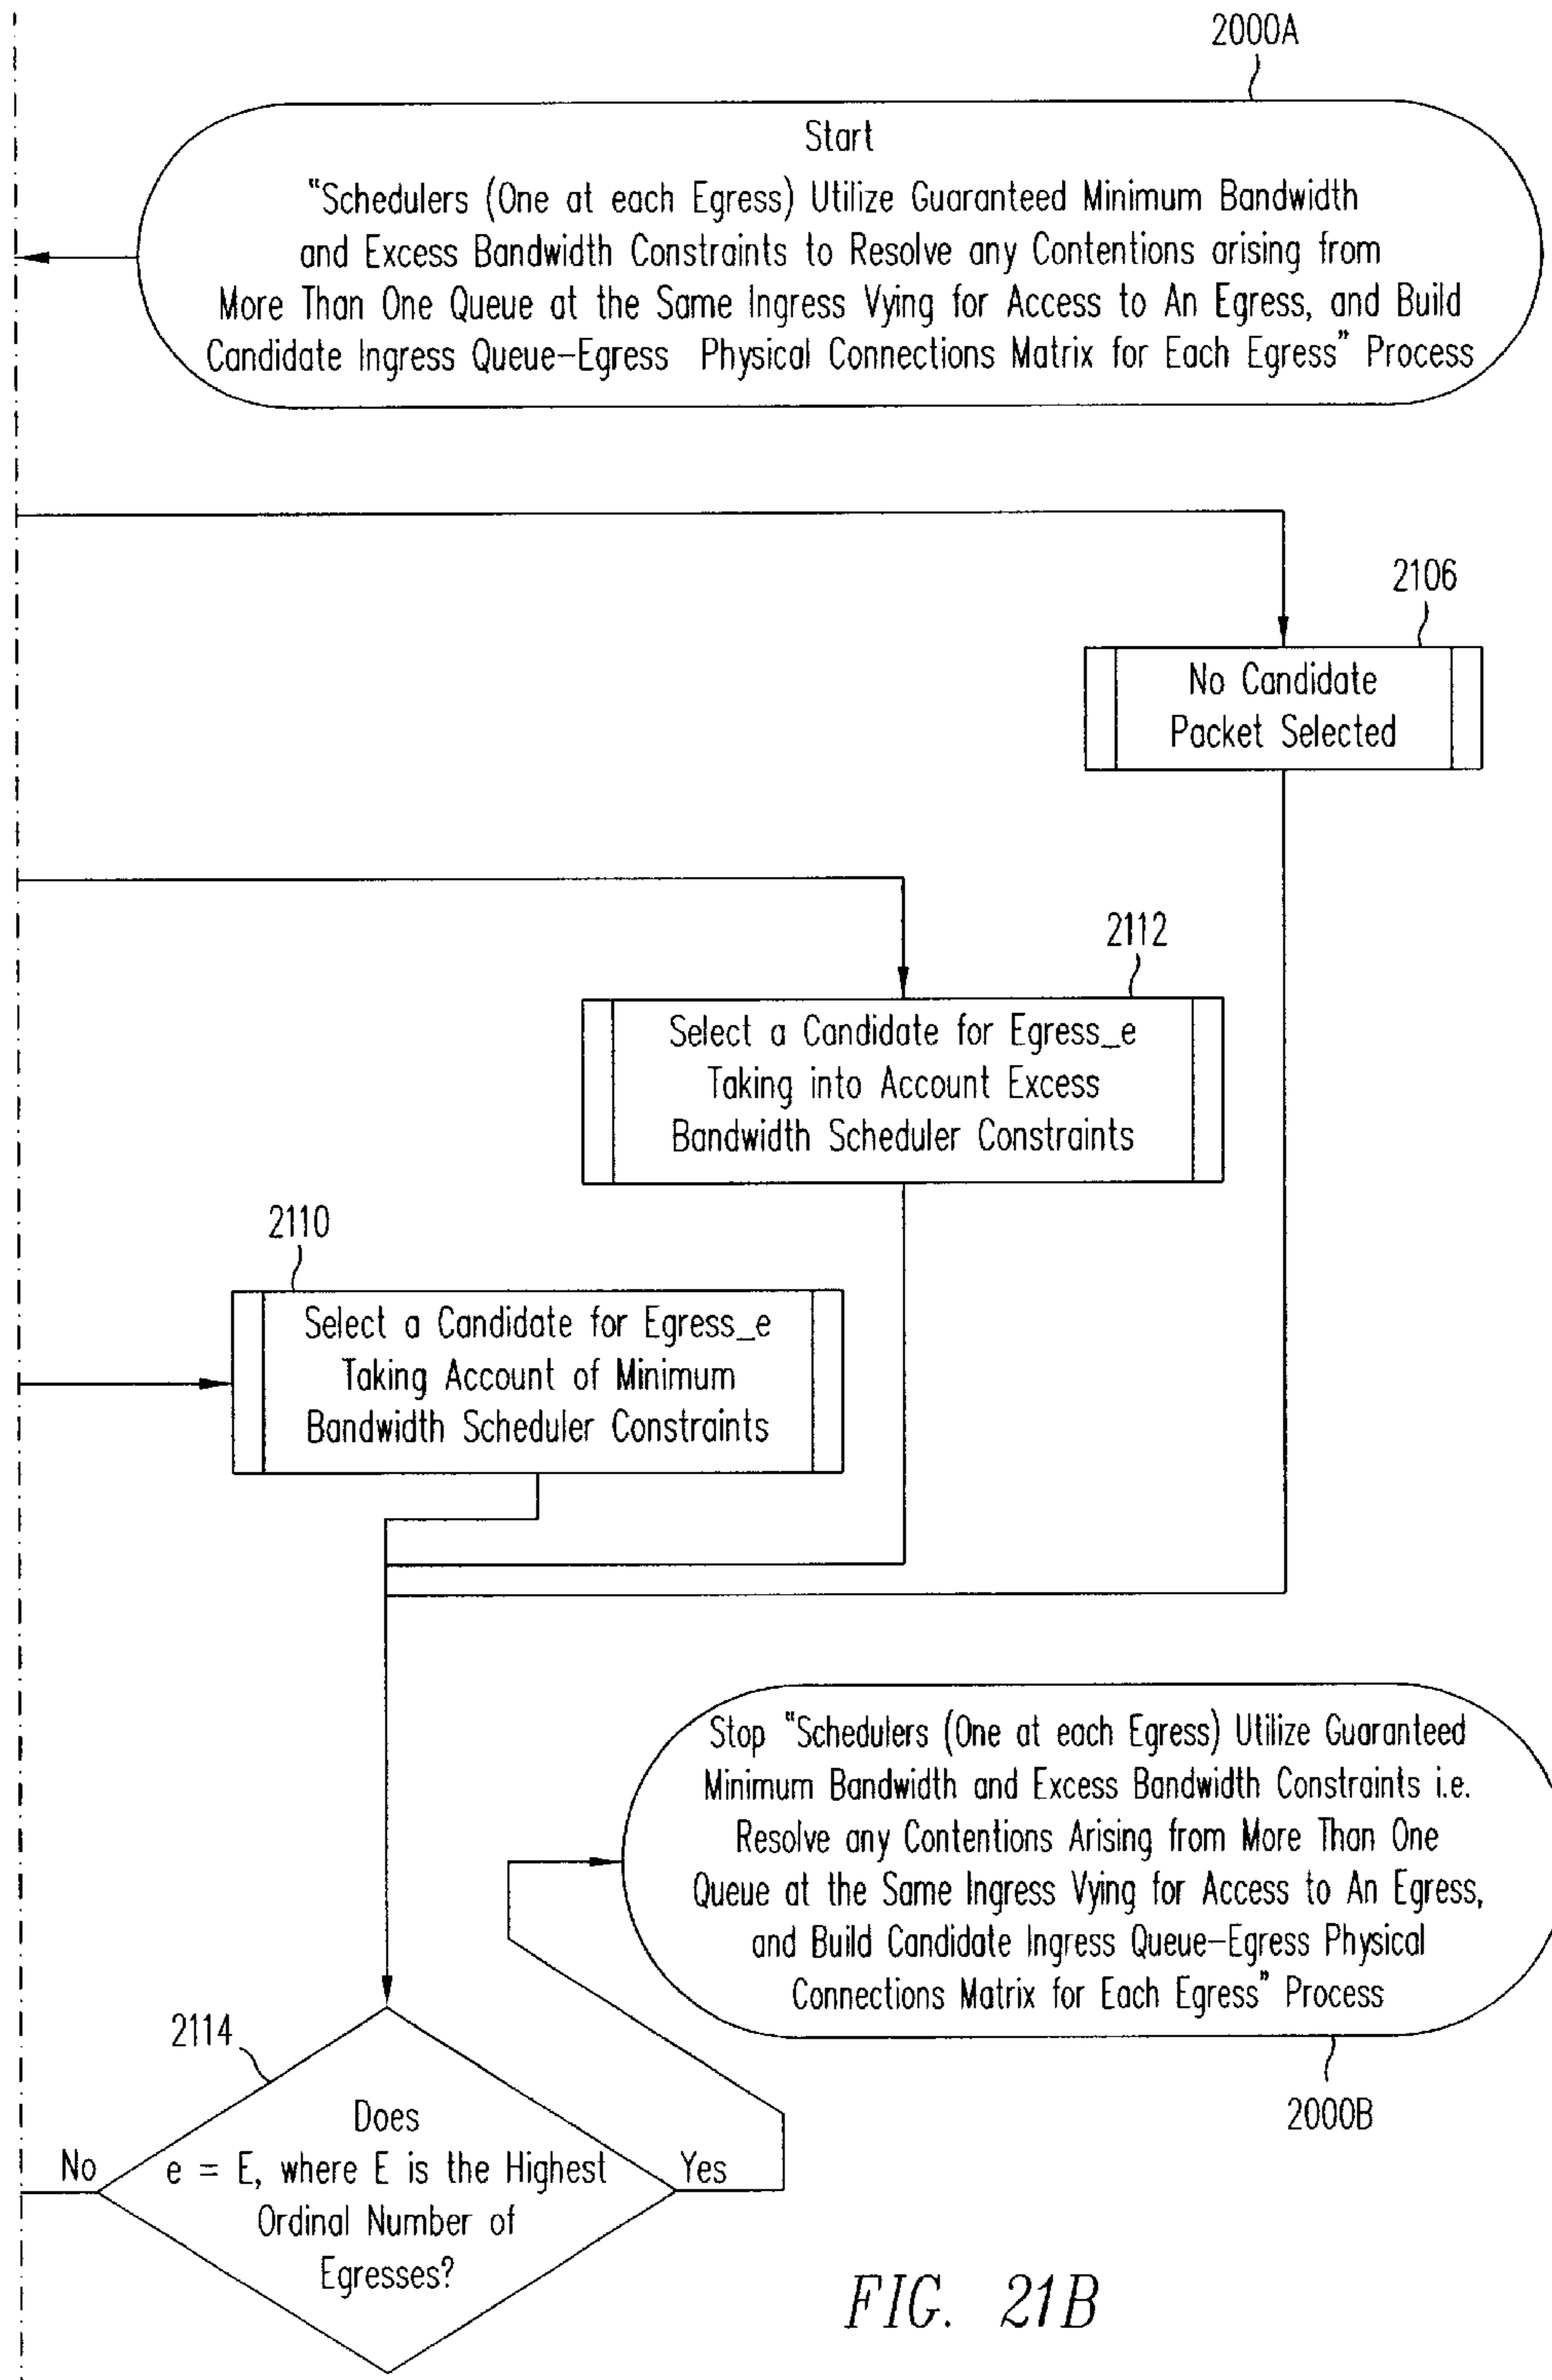 2000A
Start
"Schedulers (One at each Egress) Utilize Guaranteed Minimum Bandwidth
and Excess Bandwidth Constraints to Resolve any Contentions arising from
More Than One Queue at the Same Ingress Vying for Access to An Egress, and Build
Candidate Ingress Queue-Egress Physical Connections Matrix for Each Egress" Process
2106
No Candidate
Packet Selected
2112
Select a Candidate for Egress_e
Taking into Account Excess
Bandwidth Scheduler Constraints
2110
Select a Candidate for Egress_e
Taking Account of Minimum
Bandwidth Scheduler Constraints
Stop "Schedulers (One at each Egress) Utilize Guaranteed
Minimum Bandwidth and Excess Bandwidth Constraints i.e.
Resolve any Contentions Arising from More Than One
Queue at the Same Ingress Vying for Access to An Egress,
and Build Candidate Ingress Queue-Egress Physical
Connections Matrix for Each Egress" Process
2000B
2114
Does
e = E, where E is the Highest
Ordinal Number of
Egresses?
No
Yes
FIG. 21B